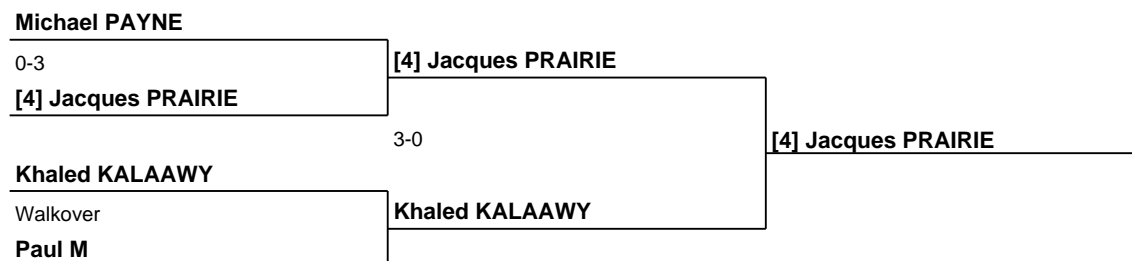 Michael PAYNE
0-3
[4] Jacques PRAIRIE
[4] Jacques PRAIRIE
3-0
[4] Jacques PRAIRIE
Khaled KALAAWY
Walkover
Khaled KALAAWY
Paul M